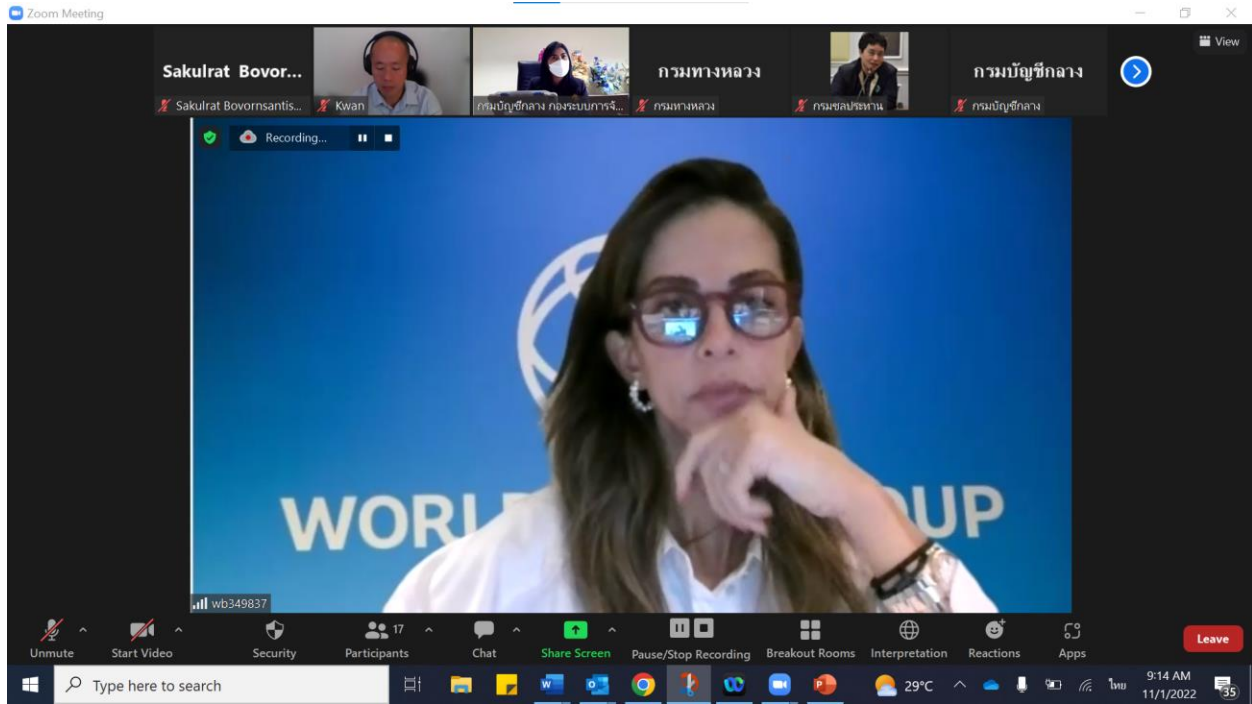 Zoom Meeting
View
Sakulrat Bovor...
กรมทางหลวง
กรมบัญชีกลาง
Sakulrat Bovornsantis...
Kwan
กรมบัญชีกลาง กองระบบการจั...
กรมทางหลวง
กรมชลประทาน
กรมบัญชีกลาง
Recording...
WORL
OUP
wb349837
17
Unmute
Start Video
Security
Participants
Chat
Share Screen
Pause/Stop Recording
Breakout Rooms
Interpretation
Reactions
Apps
Leave
Type here to search
29°C
ไทย
9:14 AM
11/1/2022
35